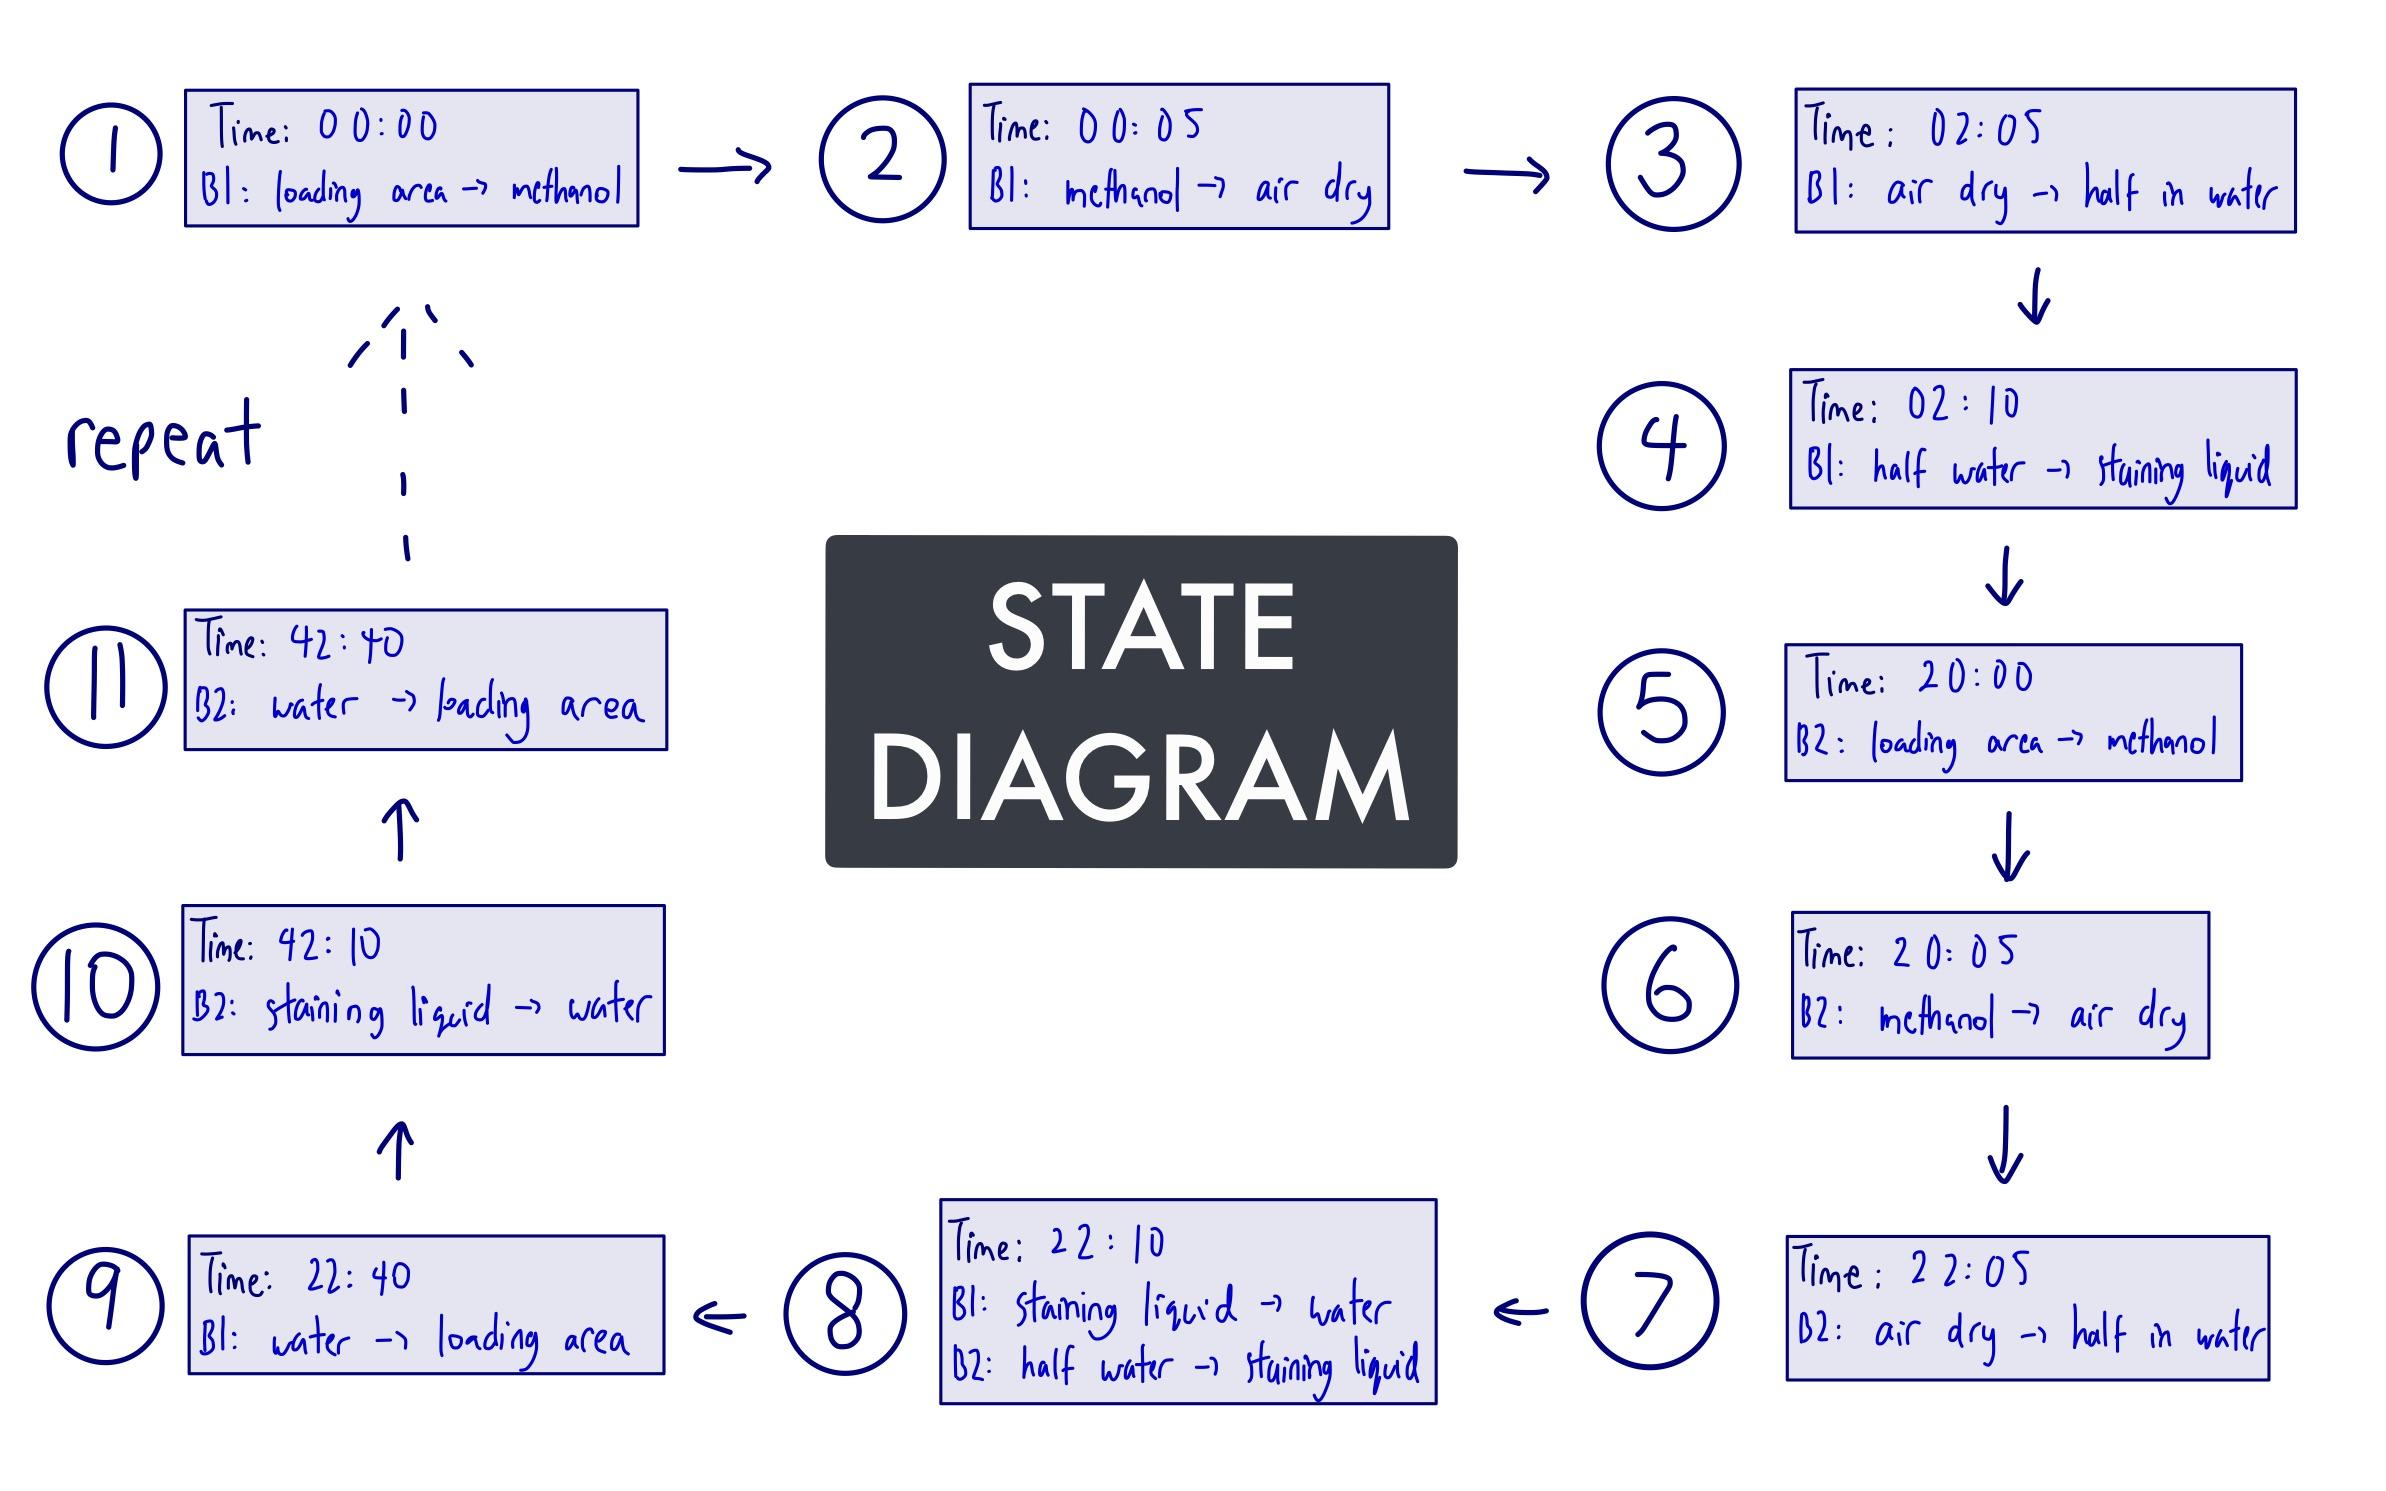 1
Time: 00:00
B1: loading area → methanol
2
Time: 00:05
B1: methanol → air dry
3
Time: 02:05
B1: air dry → half in water
4
Time: 02:10
B1: half water → staining liquid
5
Time: 20:00
B2: loading area → methanol
6
Time: 20:05
B2: methanol → air dry
7
Time: 22:05
B2: air dry → half in water
8
Time: 22:10
B1: staining liquid → water
B2: half water → staining liquid
9
Time: 22:40
B1: water → loading area
10
Time: 42:10
B2: staining liquid → water
11
Time: 42:40
B2: water → loading area
repeat
STATE
DIAGRAM